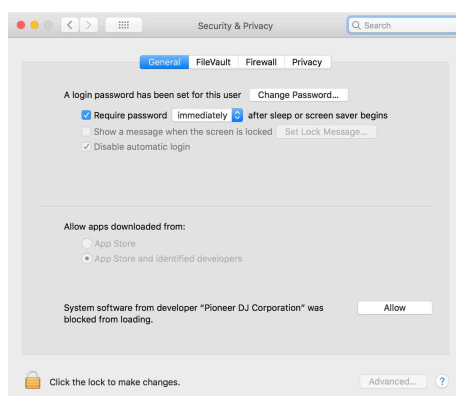 Security & Privacy
Search
General FileVault Firewall Privacy
A login password has been set for this user Change Password...
Require password immediately after sleep or screen saver begins
Show a message when the screen is locked Set Lock Message...
Disable automatic login
Allow apps downloaded from:
App Store
App Store and identified developers
System software from developer “Pioneer DJ Corporation” was Allow
blocked from loading.
Click the lock to make changes. Advanced... ?